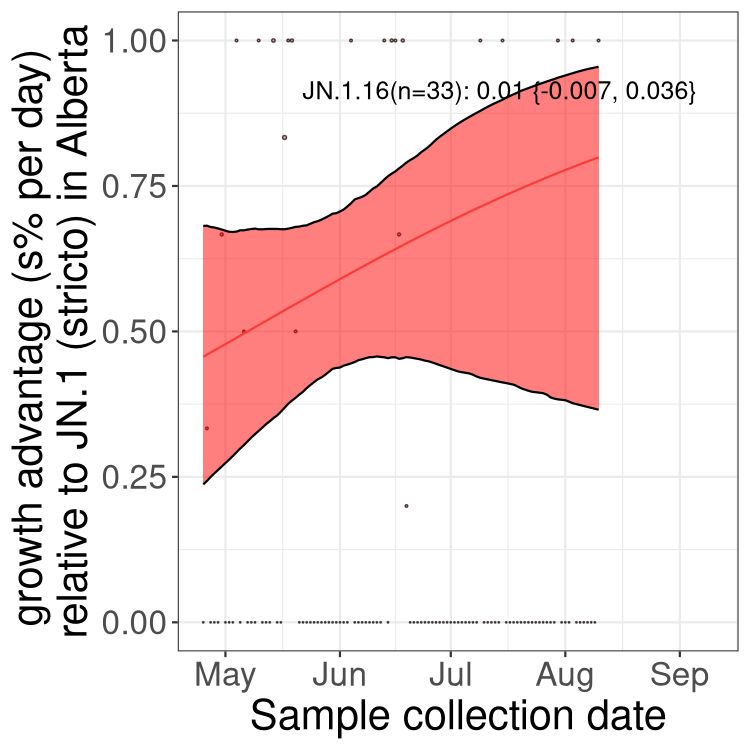 growth advantage (s% per day)
relative to JN.1 (stricto) in Alberta
1.00
0.75
0.50
0.25
0.00
JN.1.16(n=33): 0.01 {-0.007, 0.036}
May Jun Jul Aug Sep
Sample collection date